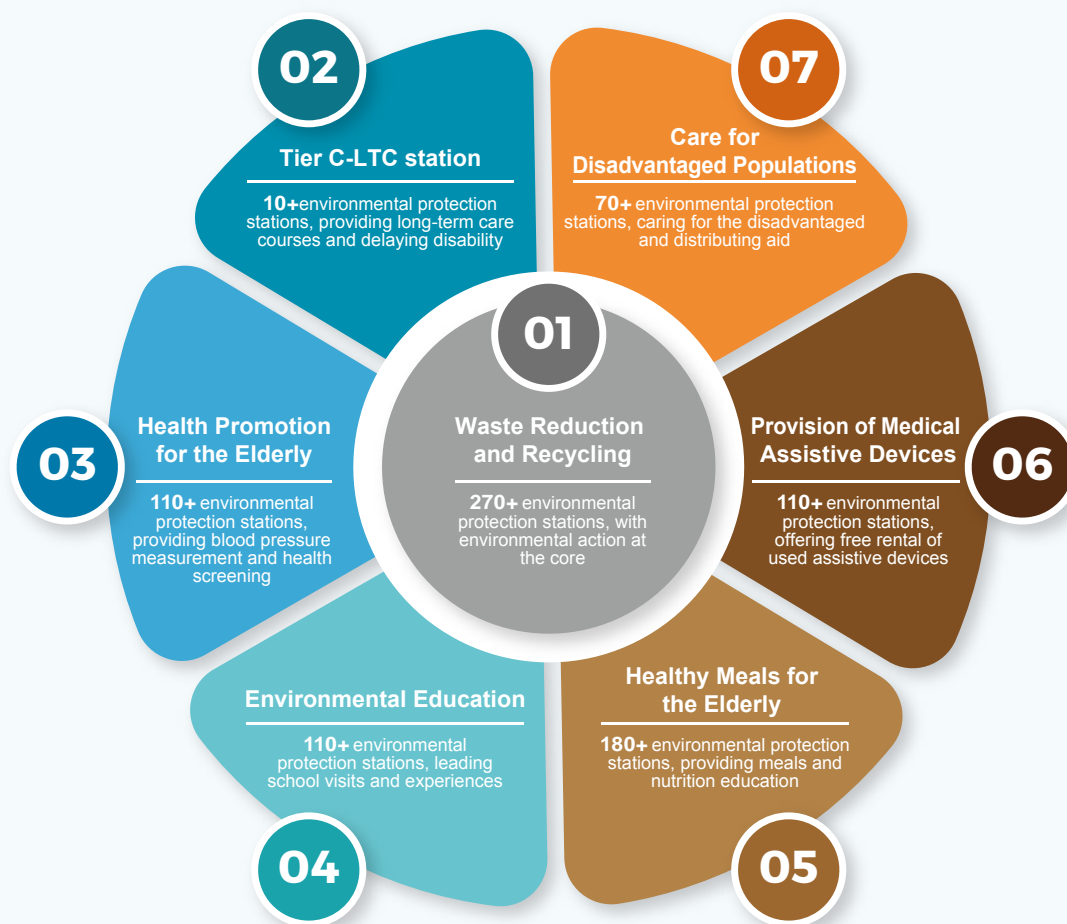 01
Waste Reduction
and Recycling
270+ environmental
protection stations, with
environmental action at
the core
02
Tier C-LTC station
10+environmental protection
stations, providing long-term care
courses and delaying disability
03
Health Promotion
for the Elderly
110+ environmental
protection stations,
providing blood pressure
measurement and health
screening
04
Environmental Education
110+ environmental
protection stations, leading
school visits and experiences
05
Healthy Meals for
the Elderly
180+ environmental protection
stations, providing meals and
nutrition education
06
Provision of Medical
Assistive Devices
110+ environmental
protection stations,
offering free rental of
used assistive devices
07
Care for
Disadvantaged Populations
70+ environmental protection
stations, caring for the disadvantaged
and distributing aid